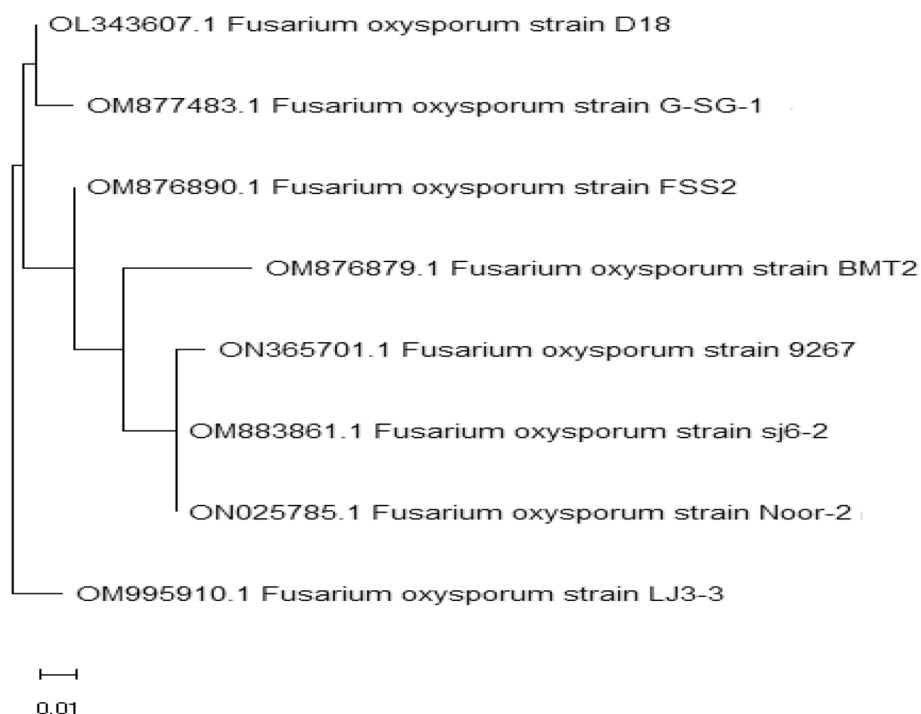 OL343607.1 Fusarium oxysporum strain D18
OM877483.1 Fusarium oxysporum strain G-SG-1
OM876890.1 Fusarium oxysporum strain FSS2
OM876879.1 Fusarium oxysporum strain BMT2
ON365701.1 Fusarium oxysporum strain 9267
OM883861.1 Fusarium oxysporum strain sj6-2
ON025785.1 Fusarium oxysporum strain Noor-2
OM995910.1 Fusarium oxysporum strain LJ3-3
0.01